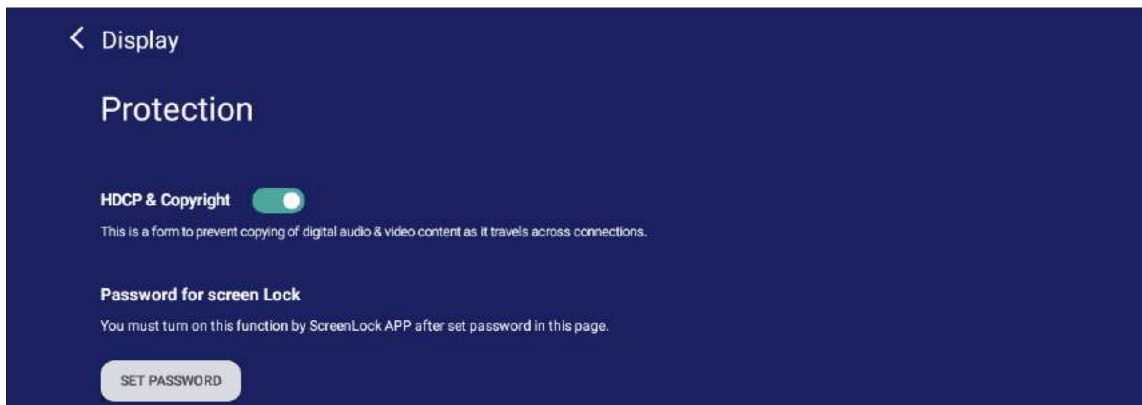 Display
Protection
HDCP & Copyright
This is a form to prevent copying of digital audio & video content as it travels across connections.
Password for screen Lock
You must turn on this function by ScreenLock APP after set password in this page.
SET PASSWORD